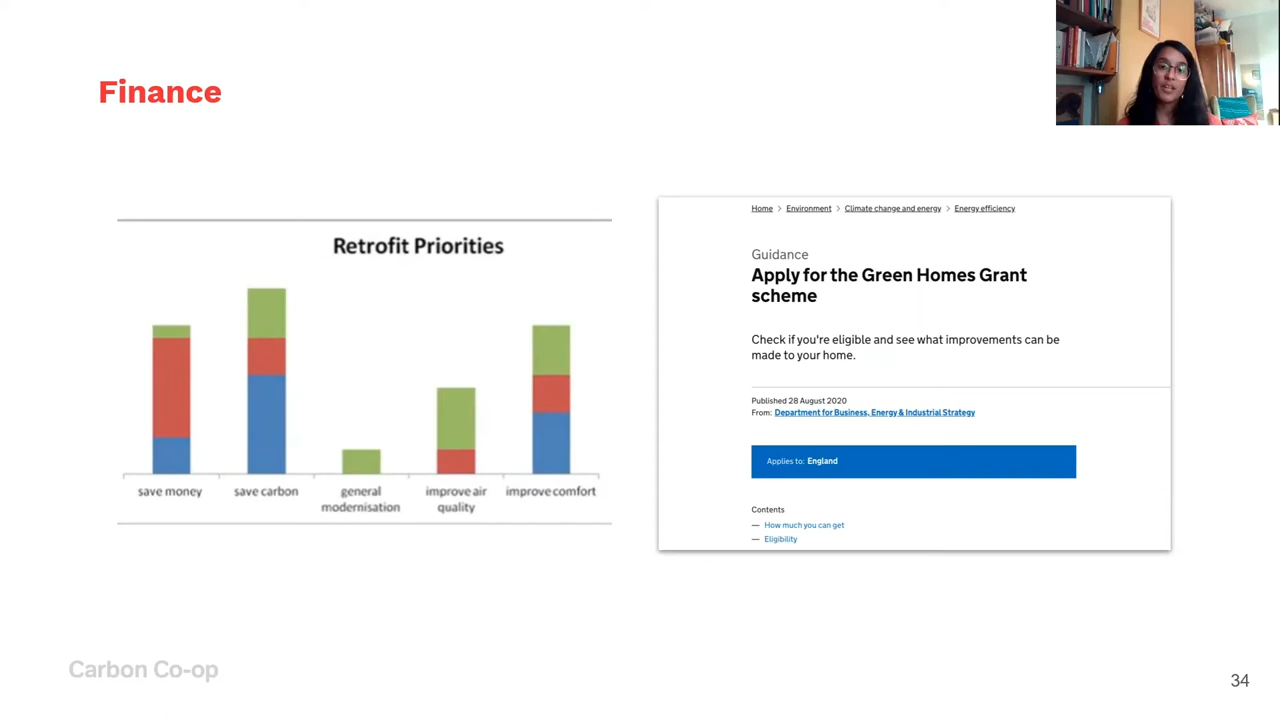 Finance
Retrofit Priorities
save money
save carbon
general
modernisation
improve air
quality
improve comfort
Home > Environment > Climate change and energy > Energy efficiency
Guidance
Apply for the Green Homes Grant
scheme
Check if you're eligible and see what improvements can be
made to your home.
Published 28 August 2020
From: Department for Business, Energy & Industrial Strategy
Applies to: England
Contents
— How much you can get
— Eligibility
Carbon Co-op
34